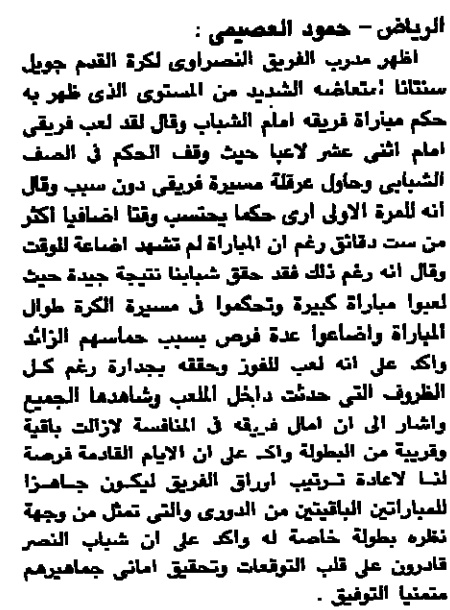 الرياض - حمود العصيمى :
اظهر مدرب الفريق النصراوى لكرة القدم جويل
سنتانا امتعاضه الشديد من المستوى الذى ظهر به
حكم مباراة فريقه امام الشباب وقال لقد لعب فريقى
امام اثنى عشر لاعبا حيث وقف الحكم فى الصف
الشبابى وحاول عرقلة مسيرة فريقى دون سبب وقال
أنه للمرة الاولى أرى حكما يحتسب وقتا اضافيا اكثر
من ست دقائق رغم ان المباراة لم تشهد اضاعة للوقت
وقال انه رغم ذلك فقد حقق شبابنا نتيجة جيدة حيث
لعبوا مباراة كبيرة وتحكموا فى مسيرة الكرة طوال
المباراة واضاعوا عدة فرص بسبب حماسهم الزائد
واكد على انه لعب للفوز وحققه بجدارة رغم كل
الظروف التى حدثت داخل الملعب وشاهدها الجميع
واشار الى ان امال فريقه فى المنافسة لازالت باقية
وقريبة من البطولة واكد على ان الايام القادمة فرصة
لنا لاعادة ترتيب اوراق الفريق ليكون جاهزا
للمباراتين الباقيتين من الدورى والتى تمثل من وجهة
نظره بطولة خاصة له واكد على ان شباب النصر
قادرون على قلب التوقعات وتحقيق امانى جماهيرهم
متمنيا التوفيق .